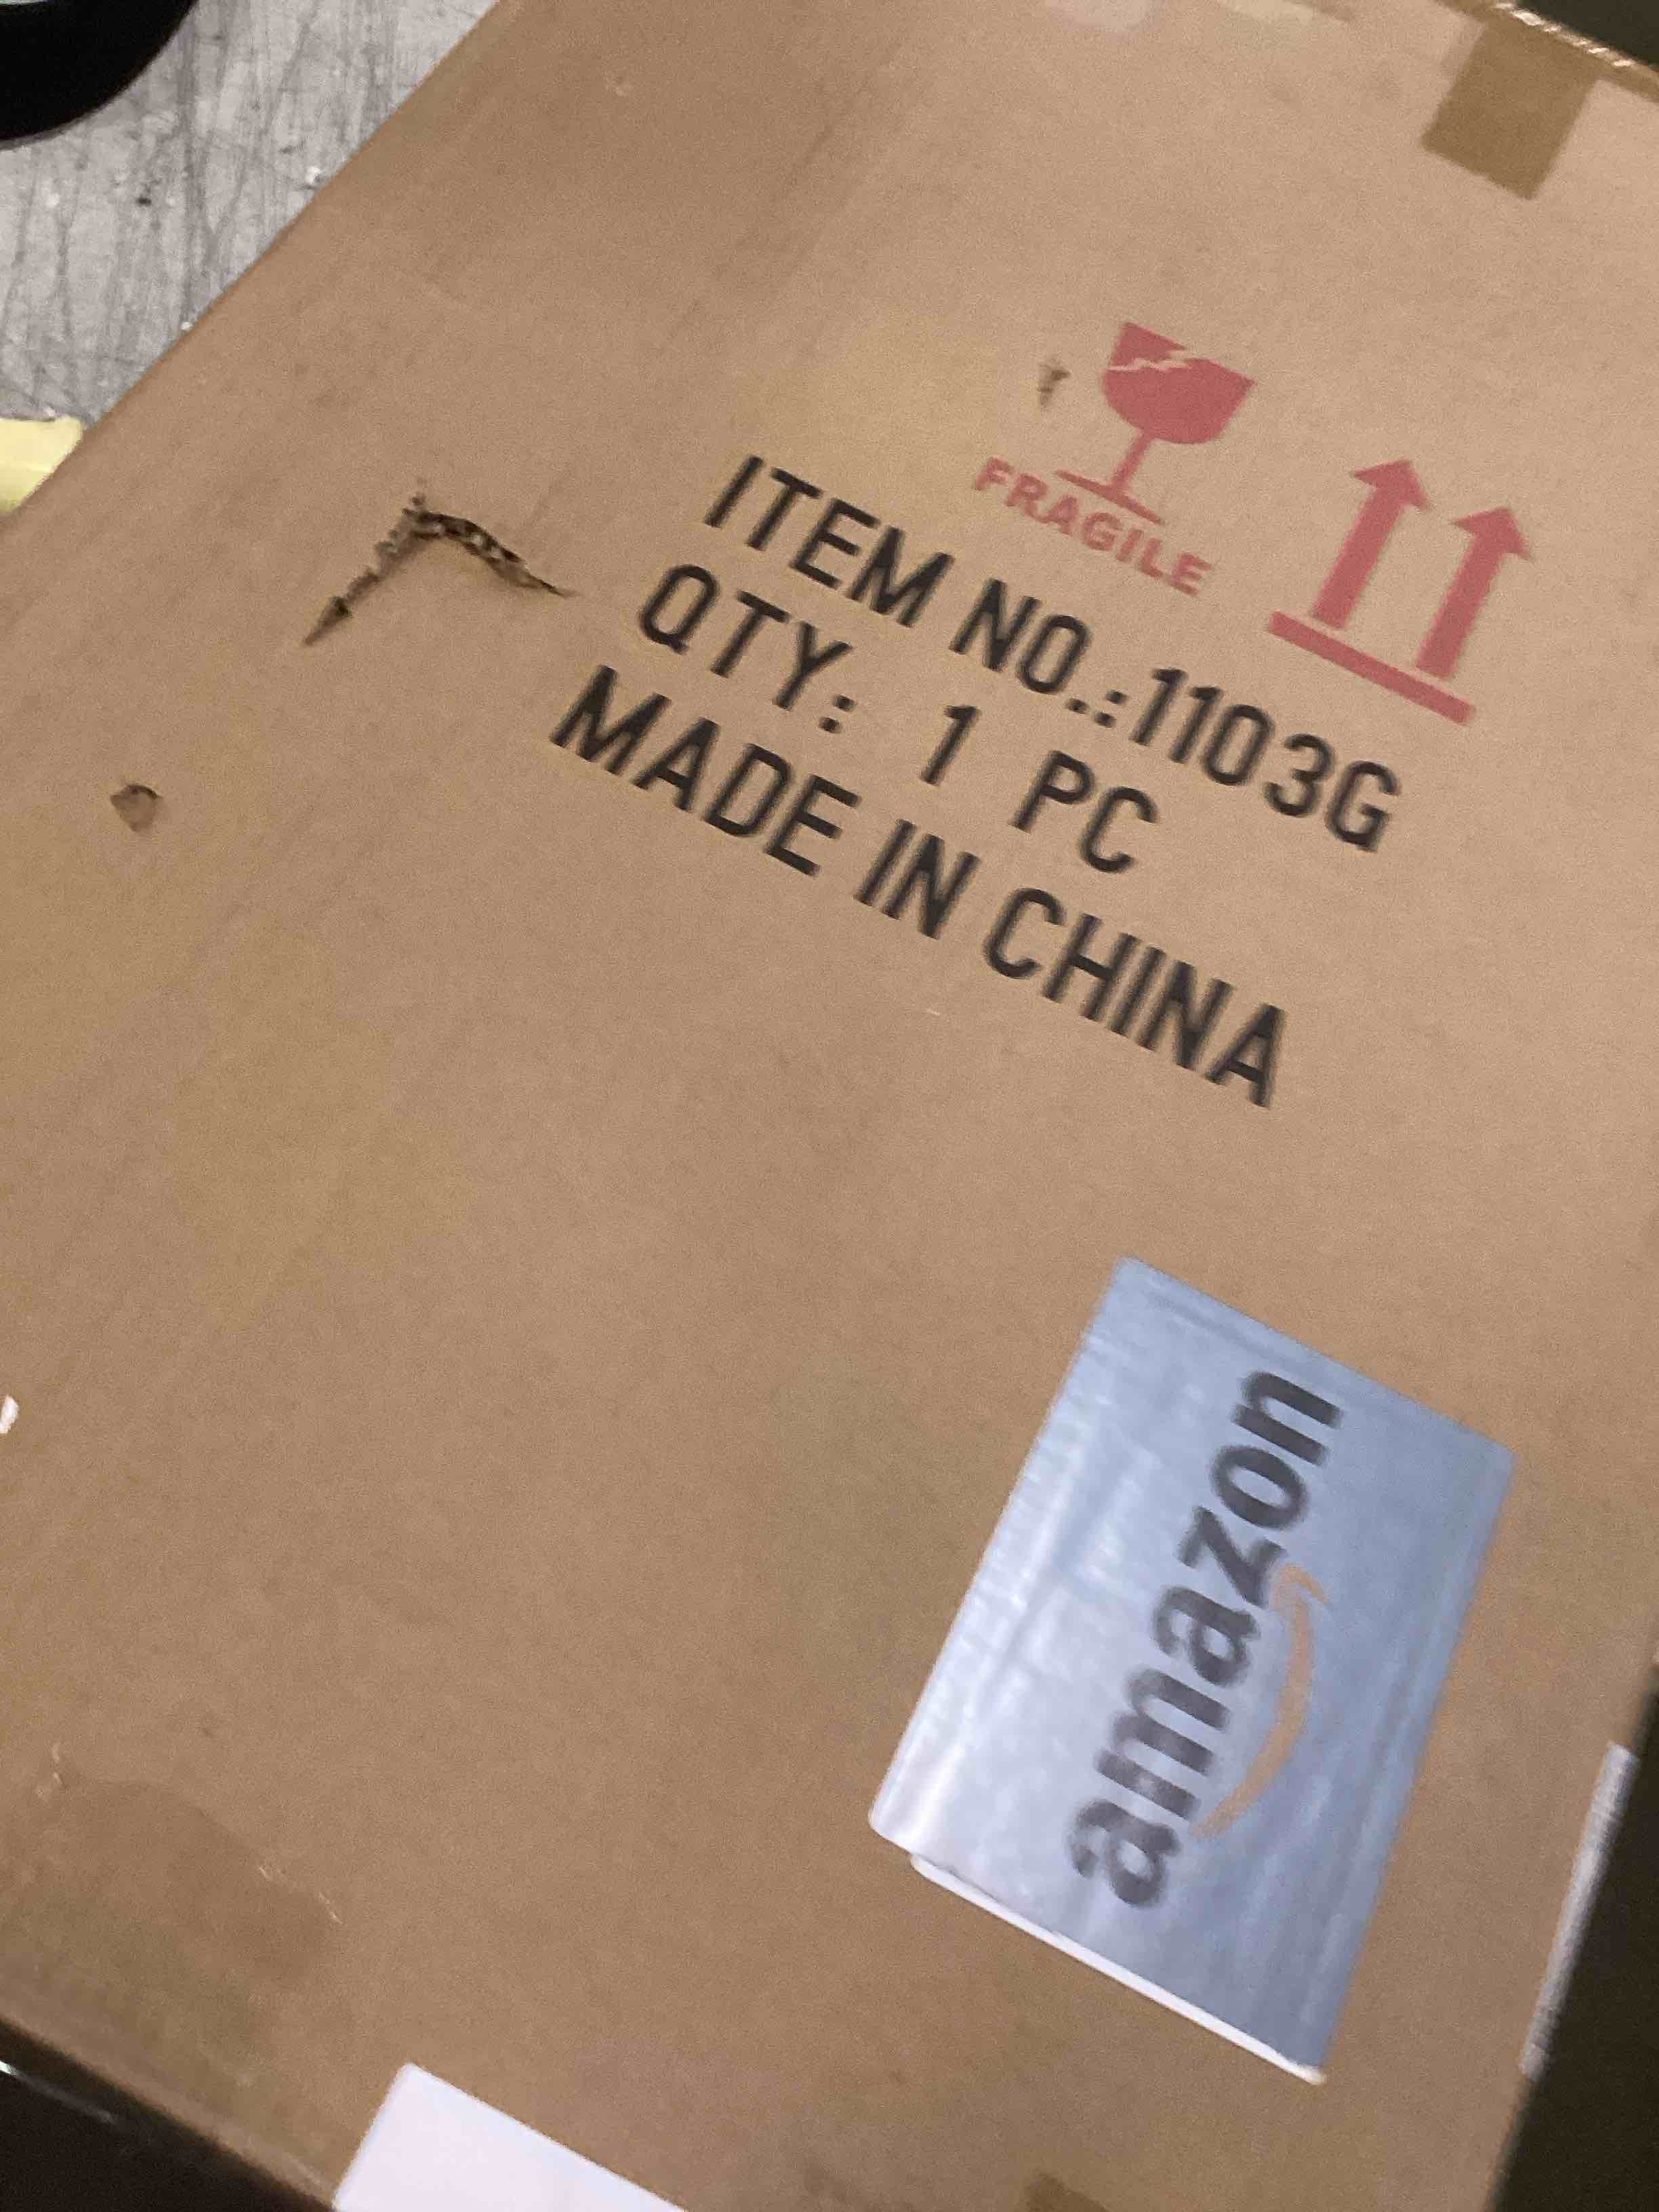 FRAGILE
ITEM NO.:1103G
QTY: 1 PC
MADE IN CHINA
amazon